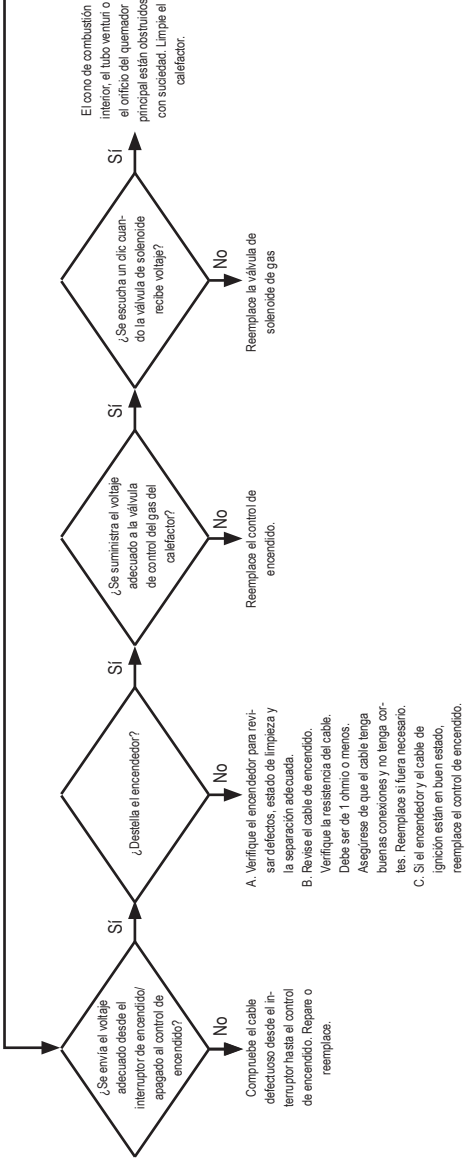 ¿Se envía el voltaje
adecuado desde el
interruptor de encendido/
apagado al control de
encendido?
Sí
No
Compruebe el cable
defectuoso desde el in-
terruptor hasta el control
de encendido. Repare o
reemplace.
¿Destella el encendedor?
Sí
No
A. Verifique el encendedor para revi-
sar defectos, estado de limpieza y
la separación adecuada.
B. Revise el cable de encendido.
Verifique la resistencia del cable.
Debe ser de 1 ohmio o menos.
Asegúrese de que el cable tenga
buenas conexiones y no tenga cor-
tes. Reemplace si fuera necesario.
C. Si el encendedor y el cable de
ignición están en buen estado,
reemplace el control de encendido.
¿Se suministra el voltaje
adecuado a la válvula
de control del gas del
calefactor?
Sí
No
Reemplace el control de
encendido.
¿Se escucha un clic cuan-
do la válvula de solenoide
recibe voltaje?
Sí
No
Reemplace la válvula de
solenoide de gas
El cono de combustión
interior, el tubo venturi o
el orificio del quemador
principal están obstruidos
con suciedad. Limpie el
calefactor.